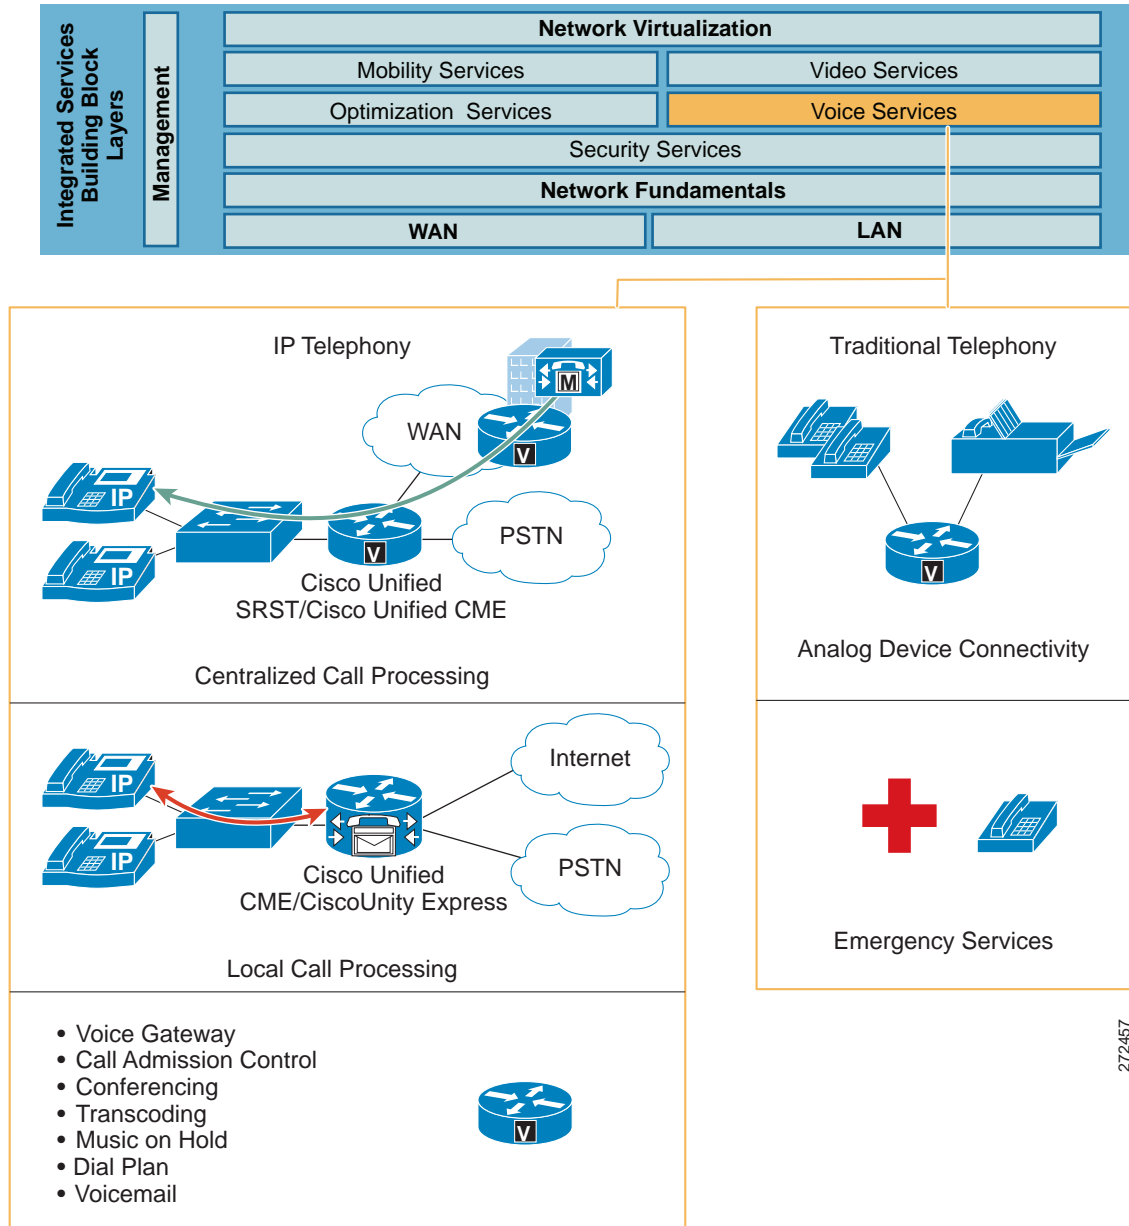 Integrated Services
Building Block
Layers
Management
Network Virtualization
Mobility Services
Video Services
Optimization Services
Voice Services
Security Services
Network Fundamentals
WAN
LAN
IP Telephony
M
WAN
V
IP
PSTN
IP
V
Cisco Unified
SRST/Cisco Unified CME
Centralized Call Processing
IP
Internet
IP
PSTN
Cisco Unified
CME/CiscoUnity Express
Local Call Processing
• Voice Gateway
• Call Admission Control
• Conferencing
• Transcoding
• Music on Hold
• Dial Plan
• Voicemail
V
Traditional Telephony
V
Analog Device Connectivity
Emergency Services
272457